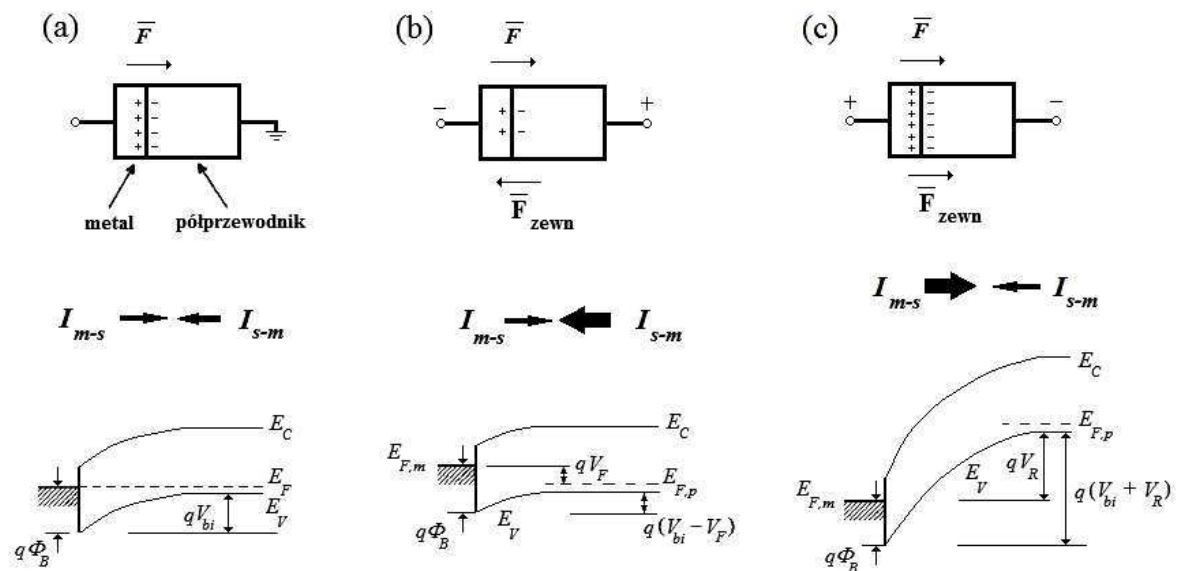 (a)
F
+ -
+ -
+ -
+ -
metal
półprzewodnik
I m-s
I s-m
E C
E F
qV bi
E V
qΦ B
(b)
F
- +
+ -
+ -
F zewn
I m-s
I s-m
E C
E F,m
qV F
E F,p
E V
q(V bi - V F)
qΦ B
(c)
F
+ -
+ -
+ -
+ -
+ -
+ -
+ -
F zewn
I m-s
I s-m
E C
E F,p
qV R
E V
E F,m
q(V bi + V R)
qΦ B